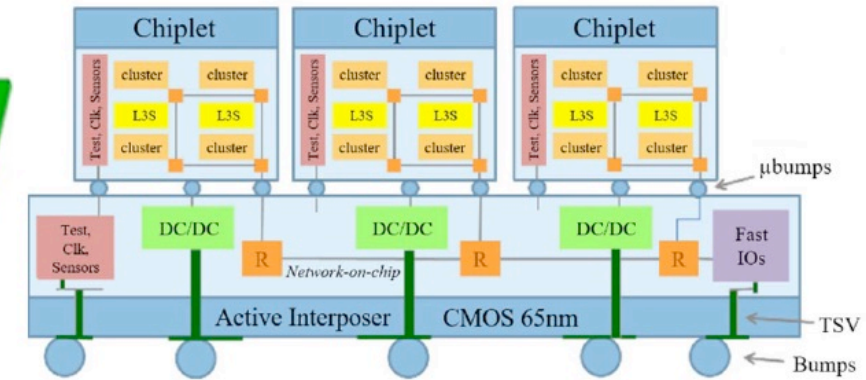 Chiplet
Chiplet
Chiplet
Test, Clk, Sensors
cluster
cluster
L3S
L3S
cluster
cluster
Test, Clk, Sensors
cluster
cluster
L3S
L3S
cluster
cluster
Test, Clk, Sensors
cluster
cluster
L3S
L3S
cluster
cluster
µbumps
Test,
Clk,
Sensors
DC/DC
R
DC/DC
R
DC/DC
R
Fast
IOs
Network-on-chip
Active Interposer
CMOS 65nm
TSV
Bumps